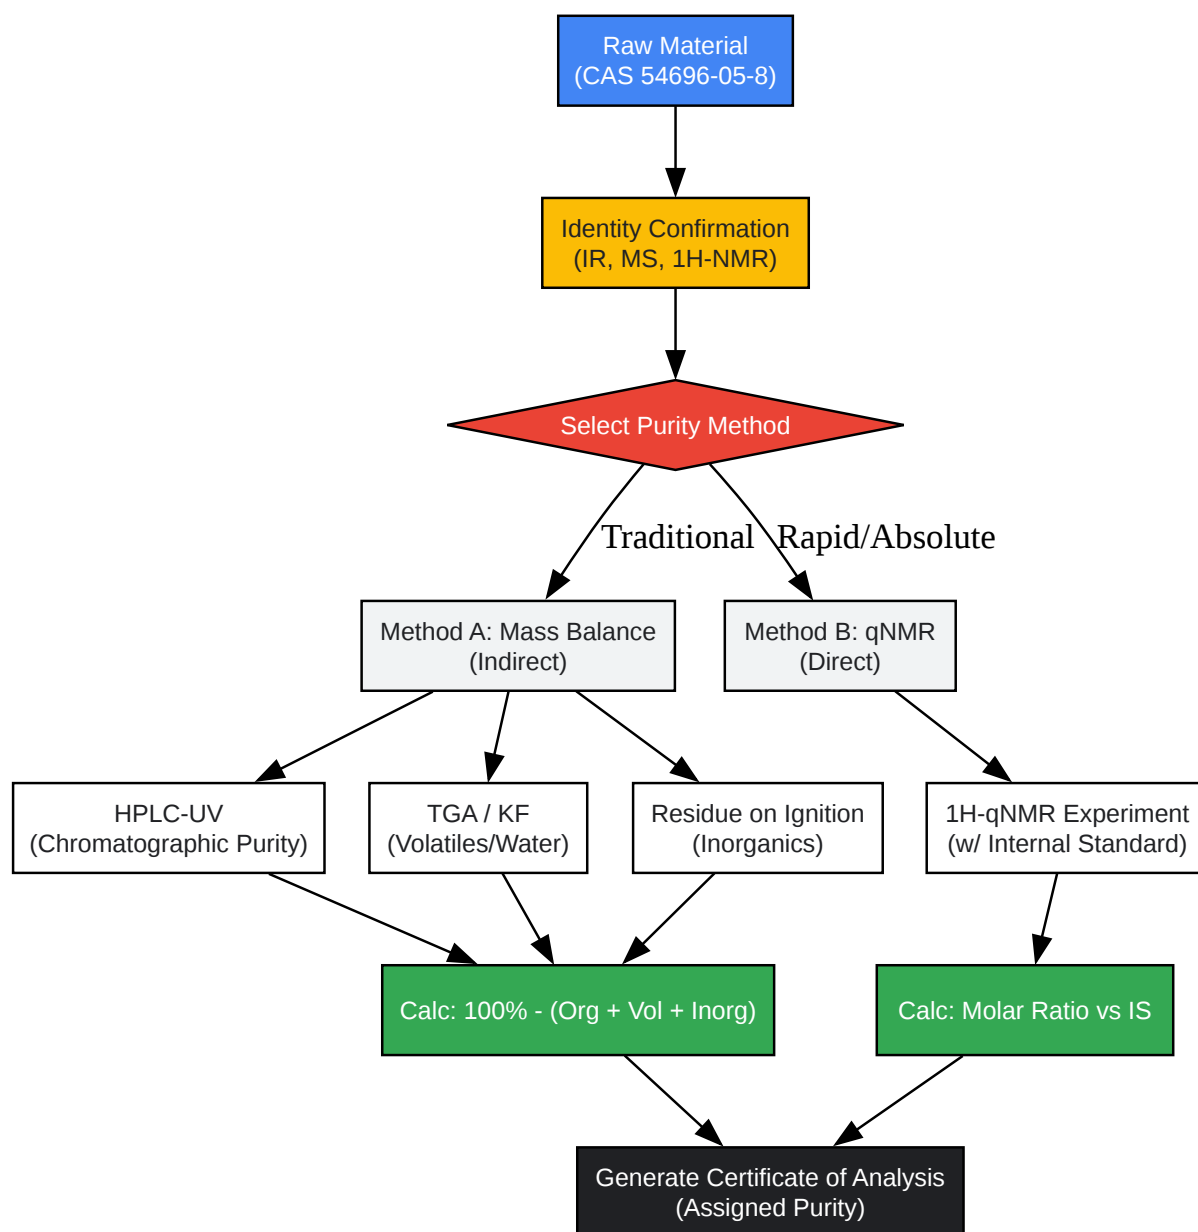 Raw Material
(CAS 54696-05-8)
Identity Confirmation
(IR, MS, 1H-NMR)
Select Purity Method
Traditional
Rapid/Absolute
Method A: Mass Balance
(Indirect)
Method B: qNMR
(Direct)
HPLC-UV
(Chromatographic Purity)
TGA / KF
(Volatiles/Water)
Residue on Ignition
(Inorganics)
1H-qNMR Experiment
(w/ Internal Standard)
Calc: 100% - (Org + Vol + Inorg)
Calc: Molar Ratio vs IS
Generate Certificate of Analysis
(Assigned Purity)